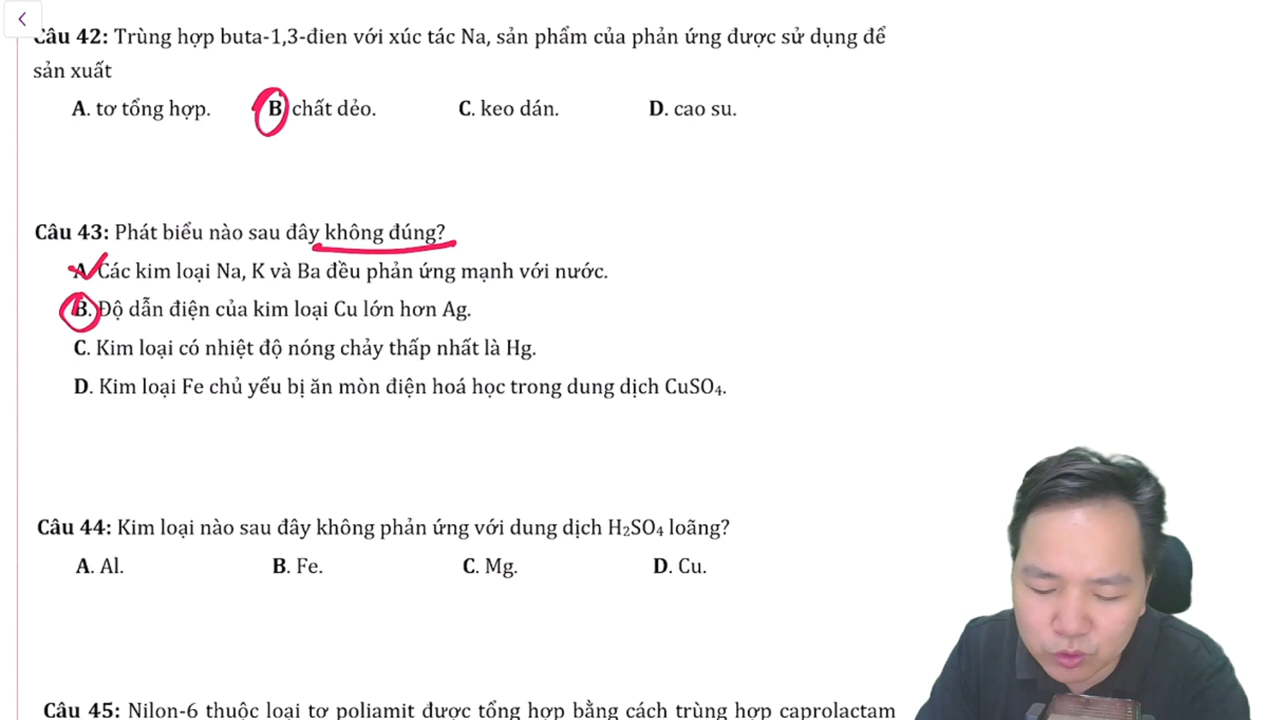 Câu 42: Trùng hợp buta-1,3-đien với xúc tác Na, sản phẩm của phản ứng được sử dụng để
sản xuất
A. tơ tổng hợp. B chất dẻo. C. keo dán. D. cao su.
Câu 43: Phát biểu nào sau đây không đúng?
A. Các kim loại Na, K và Ba đều phản ứng mạnh với nước.
B. Độ dẫn điện của kim loại Cu lớn hơn Ag.
C. Kim loại có nhiệt độ nóng chảy thấp nhất là Hg.
D. Kim loại Fe chủ yếu bị ăn mòn điện hoá học trong dung dịch CuSO₄.
Câu 44: Kim loại nào sau đây không phản ứng với dung dịch H₂SO₄ loãng?
A. Al. B. Fe. C. Mg. D. Cu.
Câu 45: Nilon-6 thuộc loại tơ poliamit được tổng hợp bằng cách trùng hợp caprolactam